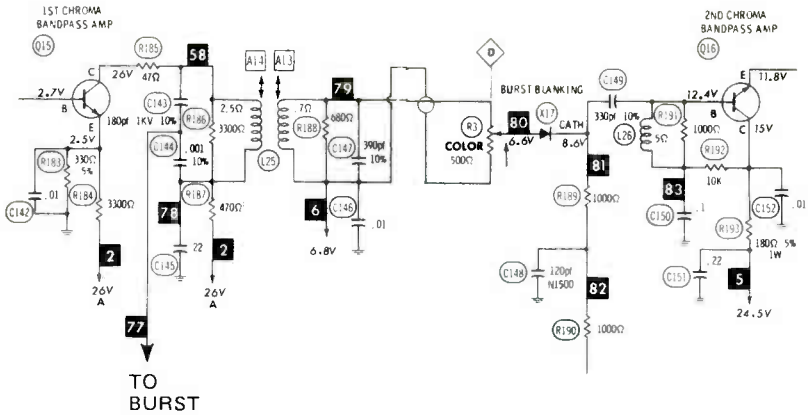 1ST CHROMA
BANDPASS AMP
Q15
C
26V
R185
47Ω
58
2.7V
B
E
2.5V
180pf 1KV 10%
C143
R186
3300Ω
C144
.001
10%
R183
330Ω
5%
R184
3300Ω
C142
.01
2
26V
A
77
TO
BURST
78
C145
.22
R187
470Ω
2
26V
A
A14
A13
2.5Ω
L25
.7Ω
79
R188
680Ω
C147
390pf
10%
6
6.8V
C146
.01
D
R3
COLOR
500Ω
BURST BLANKING
80
6.6V
X17
CATH
8.6V
81
R189
1000Ω
C148
120pf
N1500
82
R190
1000Ω
C149
330pf 10%
12.4V
L26
5Ω
R191
1000Ω
R192
10K
83
C150
.1
2ND CHROMA
BANDPASS AMP
Q16
E
11.8V
B
C
15V
C152
.01
R193
180Ω 5%
1W
C151
.22
5
24.5V